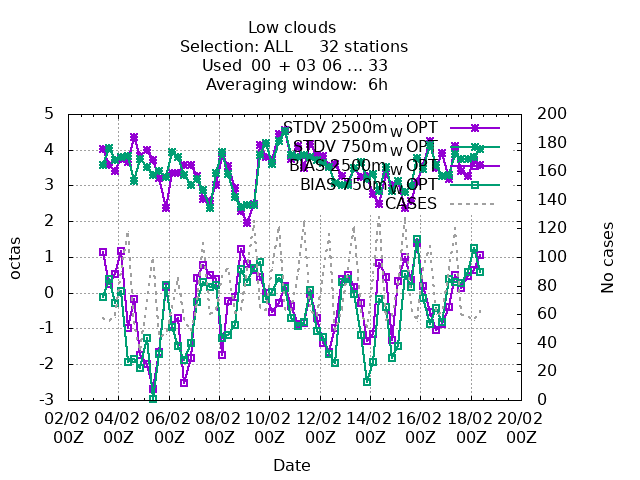 Low clouds
Selection: ALL 32 stations
Used 00 + 03 06 ... 33
Averaging window: 6h
octas
No cases
5
4
3
2
1
0
-1
-2
-3
200
180
160
140
120
100
80
60
40
20
0
STDV 2500m W OPT
STDV 750m W OPT
BIAS 2500m W OPT
BIAS 750m W OPT
CASES
02/02 04/02 06/02 08/02 10/02 12/02 14/02 16/02 18/02 20/02
00Z 00Z 00Z 00Z 00Z 00Z 00Z 00Z 00Z 00Z
Date